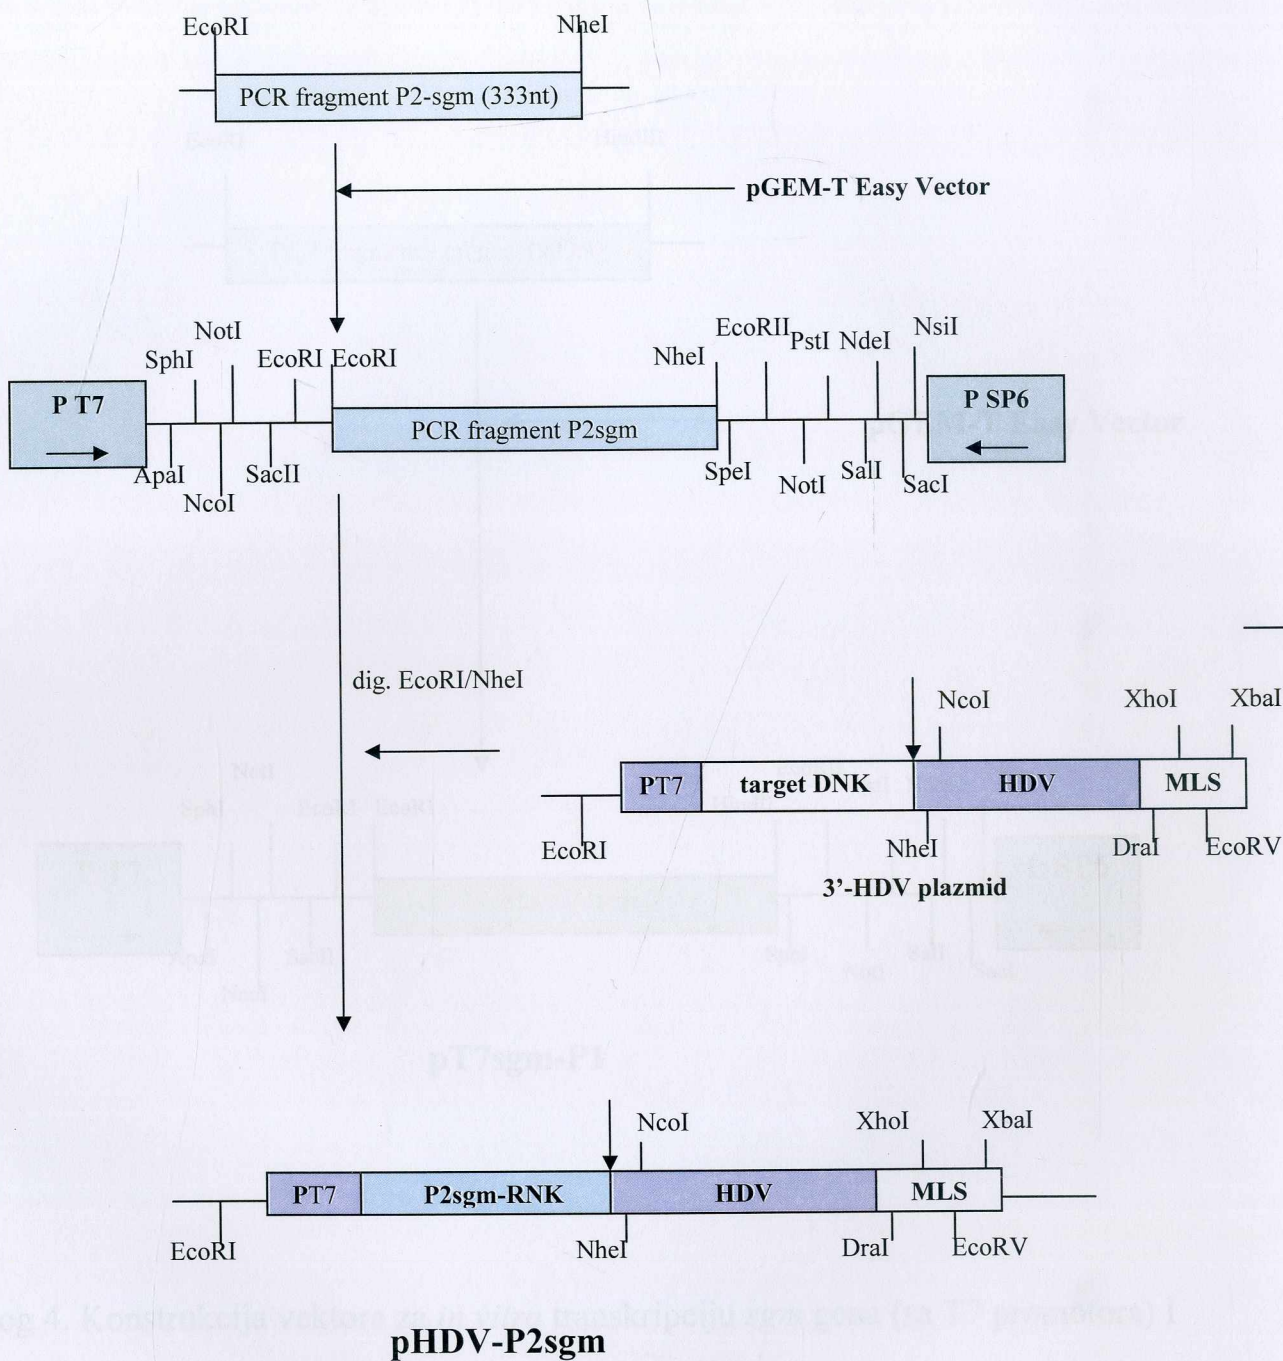 EcoRI NheI
PCR fragment P2-sgm (333nt)
pGEM-T Easy Vector
SphI NotI EcoRI EcoRI NheI EcoRII PstI NdeI NsiI
P T7 PCR fragment P2sgm P SP6
ApaI NcoI SacII SpeI NotI SalI SacI
dig. EcoRI/NheI
NcoI XhoI XbaI
PT7 target DNK HDV MLS
EcoRI NheI DraI EcoRV
3'-HDV plazmid
NcoI XhoI XbaI
PT7 P2sgm-RNK HDV MLS
EcoRI NheI DraI EcoRV
pHDV-P2sgm